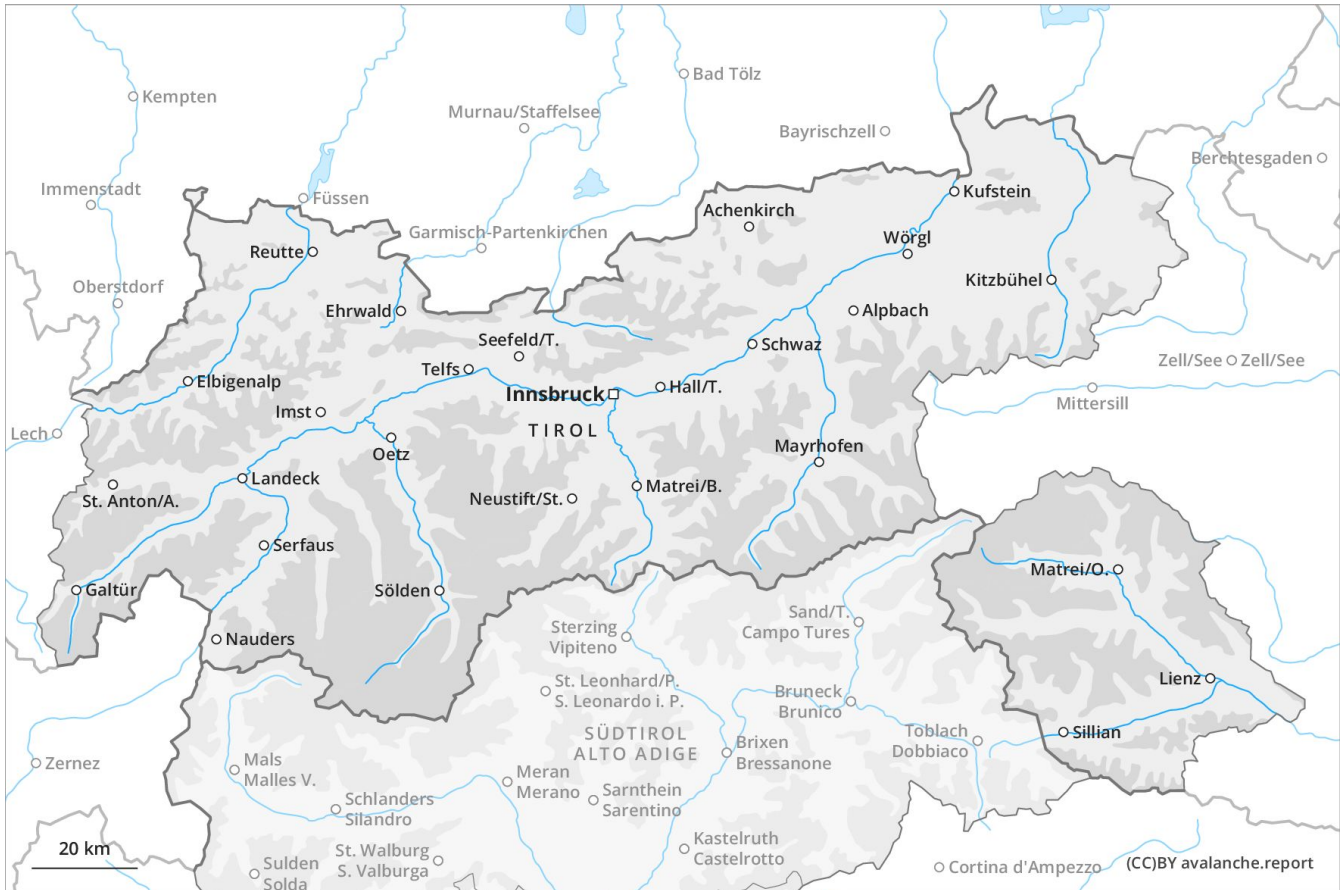 Bad Tölz
Kempten
Murnau/Staffelsee
Bayrischzell
Berchtesgaden
Immenstadt
Füssen
Kufstein
Achenkirch
Garmisch-Partenkirchen
Wörgl
Reutte
Oberstdorf
Kitzbühel
Ehrwald
Alpbach
Seefeld/T.
Schwaz
Telfs
Zell/See
Zell/See
Elbigenalp
Hall/T.
Innsbruck
Mittersill
Imst
TIROL
Lech
Mayrhofen
Oetz
Landeck
Matrei/B.
St. Anton/A.
Neustift/St.
Serfaus
Matrei/O.
Galtür
Sölden
Sand/T.
Campo Tures
Sterzing
Vipiteno
Nauders
Lienz
St. Leonhard/P.
S. Leonardo i. P.
Bruneck
Brunico
SÜDTIROL
ALTO ADIGE
Toblach
Dobbiaco
Sillian
Brixen
Bressanone
Zernez
Mals
Malles V.
Meran
Merano
Sarnthein
Sarentino
Schlanders
Silandro
Kastelruth
Castelrotto
20 km
St. Walburg
S. Valburga
Sulden
Solda
Cortina d'Ampezzo
(CC)BY avalanche.report